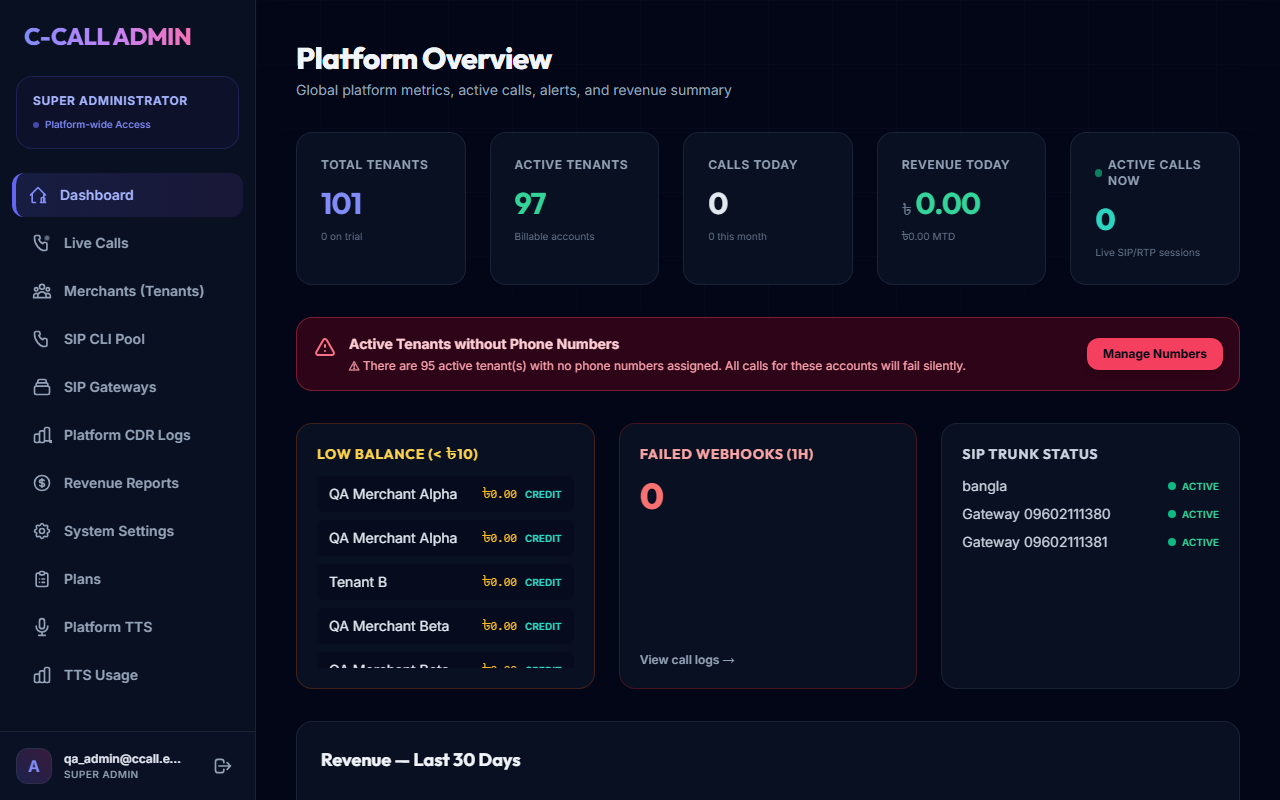 C-CALL ADMIN
SUPER ADMINISTRATOR
Platform-wide Access
Dashboard
Live Calls
Merchants (Tenants)
SIP CLI Pool
SIP Gateways
Platform CDR Logs
Revenue Reports
System Settings
Plans
Platform TTS
TTS Usage
A
qa_admin@ccall.e...
SUPER ADMIN
Platform Overview
Global platform metrics, active calls, alerts, and revenue summary
TOTAL TENANTS
101
0 on trial
ACTIVE TENANTS
97
Billable accounts
CALLS TODAY
0
0 this month
REVENUE TODAY
৳ 0.00
৳0.00 MTD
ACTIVE CALLS
NOW
0
Live SIP/RTP sessions
Active Tenants without Phone Numbers
⚠ There are 95 active tenant(s) with no phone numbers assigned. All calls for these accounts will fail silently.
Manage Numbers
LOW BALANCE (< ৳10)
QA Merchant Alpha ৳0.00 CREDIT
QA Merchant Alpha ৳0.00 CREDIT
Tenant B ৳0.00 CREDIT
QA Merchant Beta ৳0.00 CREDIT
QA Merchant Beta ৳0.00 CREDIT
FAILED WEBHOOKS (1H)
0
View call logs →
SIP TRUNK STATUS
bangla ACTIVE
Gateway 09602111380 ACTIVE
Gateway 09602111381 ACTIVE
Revenue — Last 30 Days